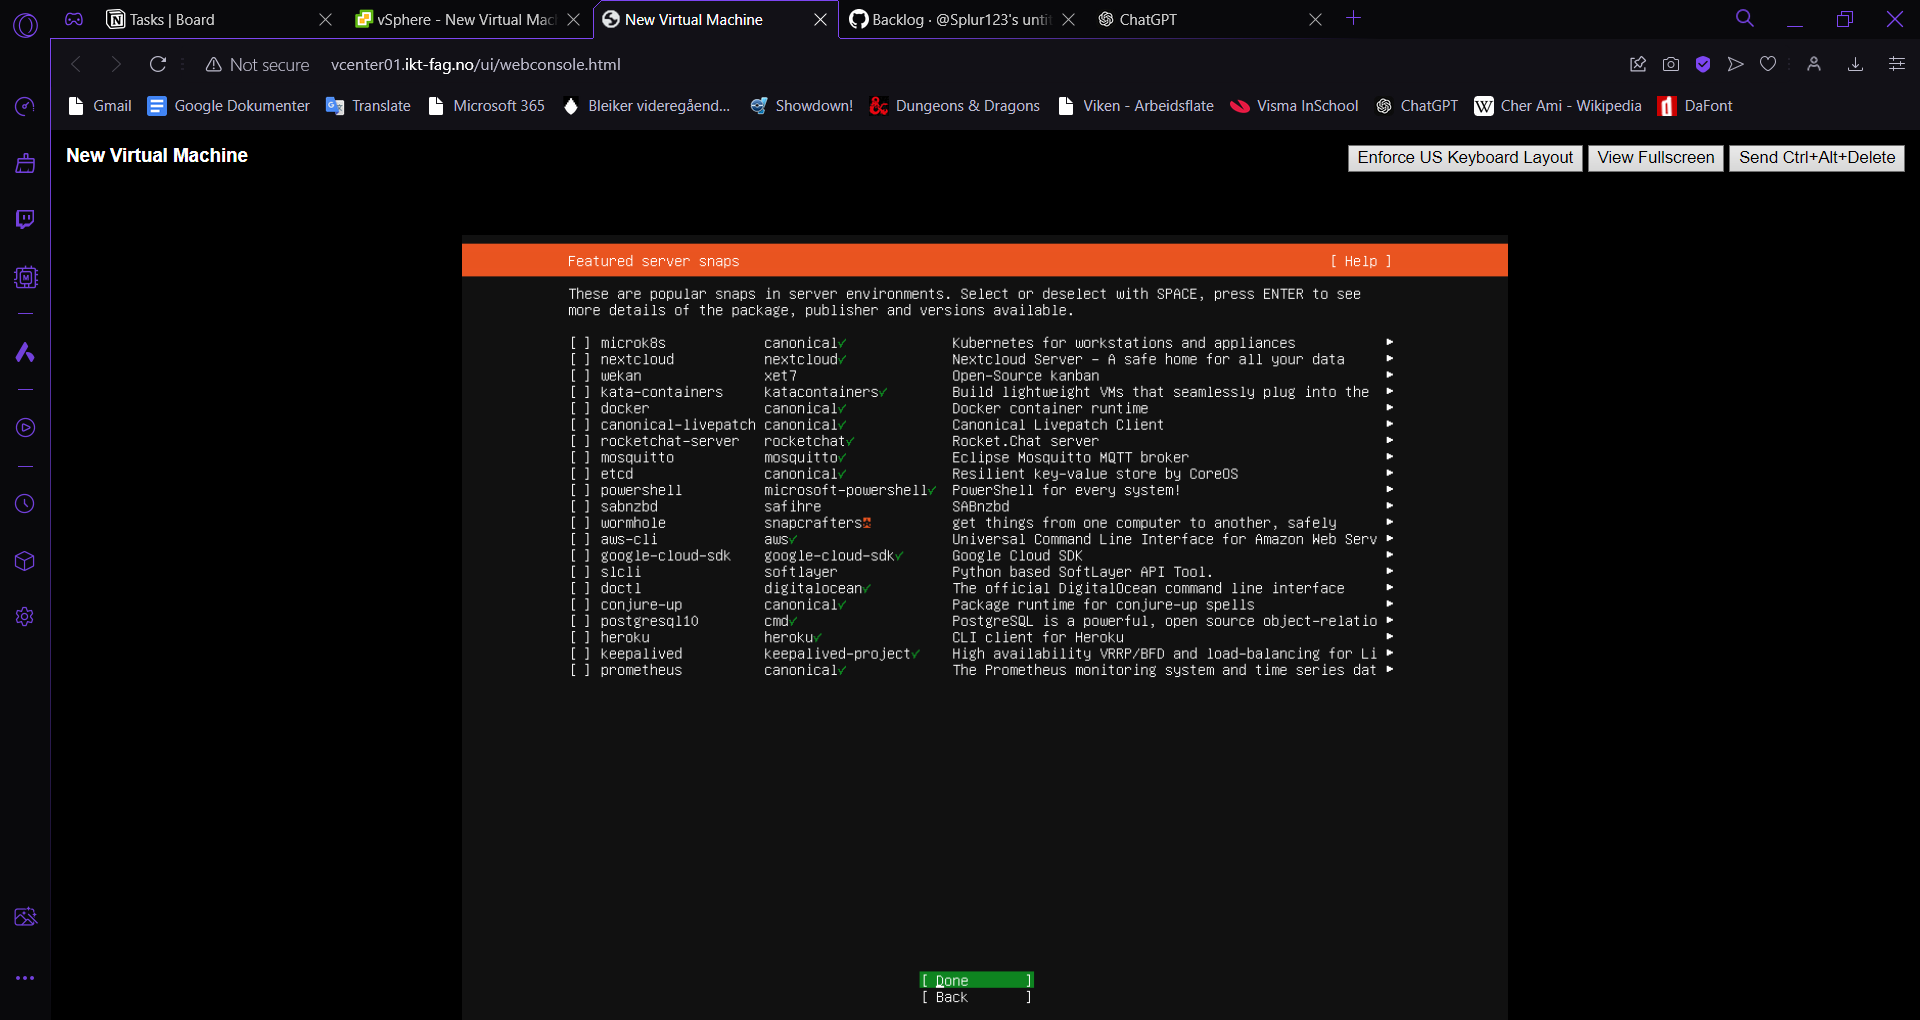 Tasks | Board
vSphere - New Virtual Mac
New Virtual Machine
Backlog · @Splur123's unti
ChatGPT
Not secure
vcenter01.ikt-fag.no/ui/webconsole.html
Gmail
Google Dokumenter
Translate
Microsoft 365
Bleiker videregåend...
Showdown!
Dungeons & Dragons
Viken - Arbeidsflate
Visma InSchool
ChatGPT
Cher Ami - Wikipedia
DaFont
New Virtual Machine
Enforce US Keyboard Layout
View Fullscreen
Send Ctrl+Alt+Delete
Featured server snaps [ Help ]
These are popular snaps in server environments. Select or deselect with SPACE, press ENTER to see
more details of the package, publisher and versions available.
[ ] microk8s canonical✓ Kubernetes for workstations and appliances ►
[ ] nextcloud nextcloud✓ Nextcloud Server - A safe home for all your data ►
[ ] wekan xet7 Open-Source kanban ►
[ ] kata-containers katacontainers✓ Build lightweight VMs that seamlessly plug into the ►
[ ] docker canonical✓ Docker container runtime ►
[ ] canonical-livepatch canonical✓ Canonical Livepatch Client ►
[ ] rocketchat-server rocketchat✓ Rocket.Chat server ►
[ ] mosquitto mosquitto✓ Eclipse Mosquitto MQTT broker ►
[ ] etcd canonical✓ Resilient key-value store by CoreOS ►
[ ] powershell microsoft-powershell✓ PowerShell for every system! ►
[ ] sabnzbd safihre SABnzbd ►
[ ] wormhole snapcrafters get things from one computer to another, safely ►
[ ] aws-cli aws✓ Universal Command Line Interface for Amazon Web Serv ►
[ ] google-cloud-sdk google-cloud-sdk✓ Google Cloud SDK ►
[ ] slcli softlayer Python based SoftLayer API Tool. ►
[ ] doctl digitalocean✓ The official DigitalOcean command line interface ►
[ ] conjure-up canonical✓ Package runtime for conjure-up spells ►
[ ] postgresql10 cmd✓ PostgreSQL is a powerful, open source object-relatio ►
[ ] heroku heroku✓ CLI client for Heroku ►
[ ] keepalived keepalived-project✓ High availability VRRP/BFD and load-balancing for Li ►
[ ] prometheus canonical✓ The Prometheus monitoring system and time series dat ►
[ Done ]
[ Back ]